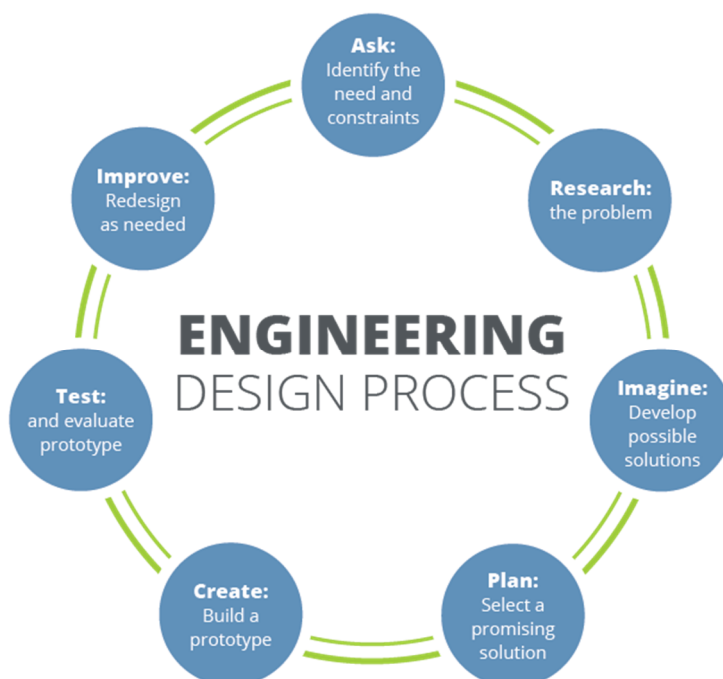 Ask:
Identify the
need and
constraints
Research:
the problem
Imagine:
Develop
possible
solutions
Plan:
Select a
promising
solution
Create:
Build a
prototype
Test:
and evaluate
prototype
Improve:
Redesign
as needed
ENGINEERING
DESIGN PROCESS